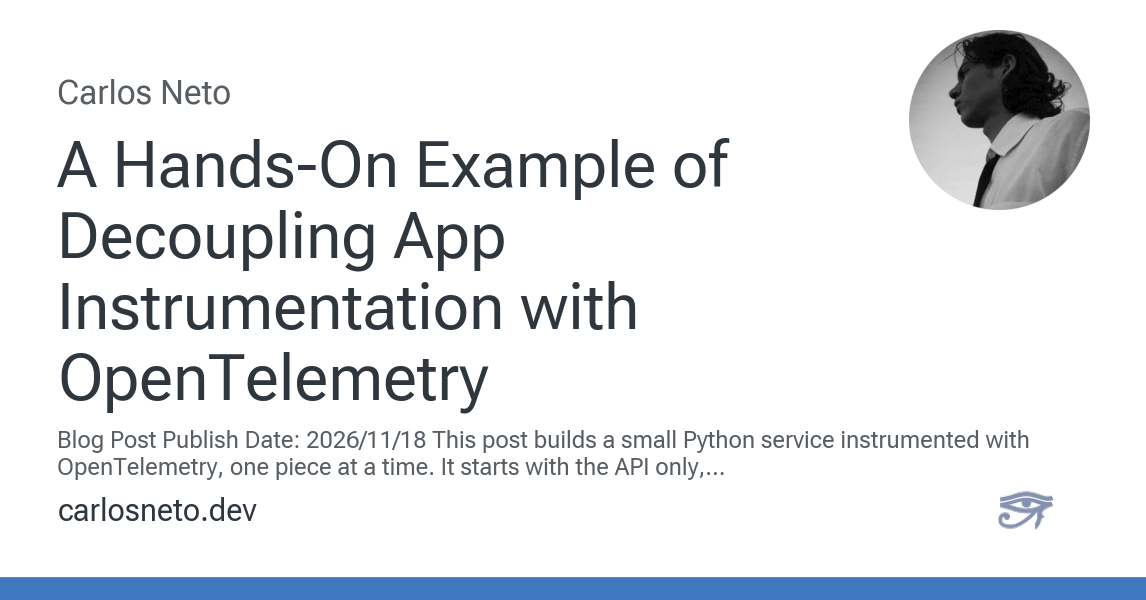 Carlos Neto
A Hands-On Example of
Decoupling App
Instrumentation with
OpenTelemetry
Blog Post Publish Date: 2026/11/18 This post builds a small Python service instrumented with
OpenTelemetry, one piece at a time. It starts with the API only,...
carlosneto.dev